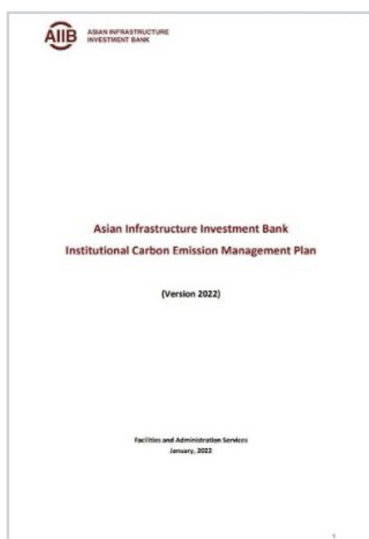 AIIB
ASIAN INFRASTRUCTURE
INVESTMENT BANK
Asian Infrastructure Investment Bank
Institutional Carbon Emission Management Plan
(Version 2022)
Facilities and Administration Services
January, 2022